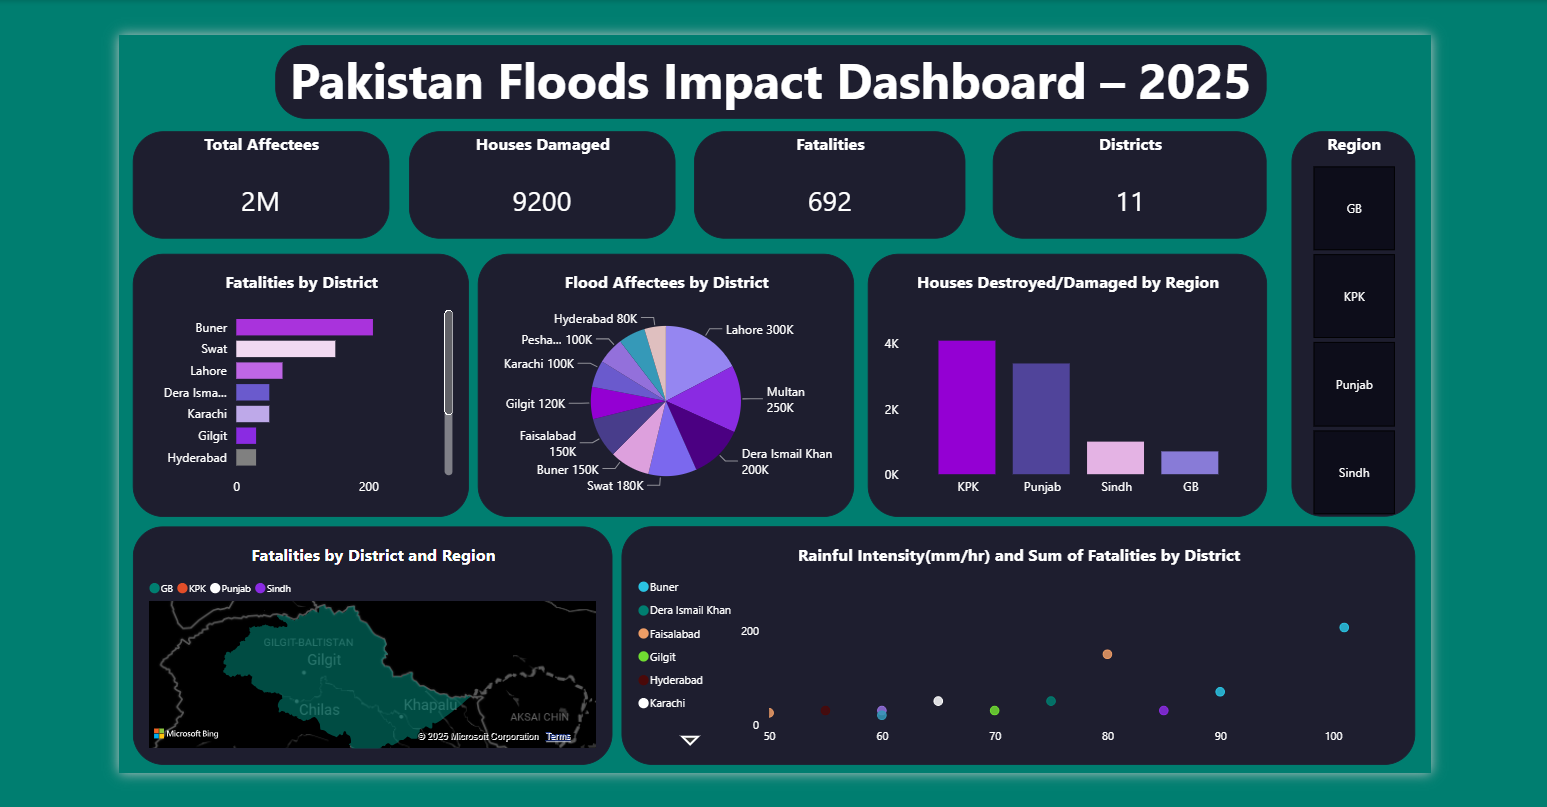 Pakistan Floods Impact Dashboard – 2025
Total Affectees
2M
Houses Damaged
9200
Fatalities
692
Districts
11
Region
GB
KPK
Punjab
Sindh
Fatalities by District
Buner
Swat
Lahore
Dera Isma...
Karachi
Gilgit
Hyderabad
0
200
Flood Affectees by District
Hyderabad 80K
Pesha... 100K
Karachi 100K
Gilgit 120K
Faisalabad
150K
Buner 150K
Swat 180K
Lahore 300K
Multan
250K
Dera Ismail Khan
200K
Houses Destroyed/Damaged by Region
4K
2K
0K
KPK
Punjab
Sindh
GB
Fatalities by District and Region
GB KPK Punjab Sindh
GILGIT-BALTISTAN
Gilgit
Chilas
Khapalu
AKSAI CHIN
Microsoft Bing
© 2025 Microsoft Corporation Terms
Rainful Intensity(mm/hr) and Sum of Fatalities by District
Buner
Dera Ismail Khan
Faisalabad
Gilgit
Hyderabad
Karachi
200
0
50 60 70 80 90 100